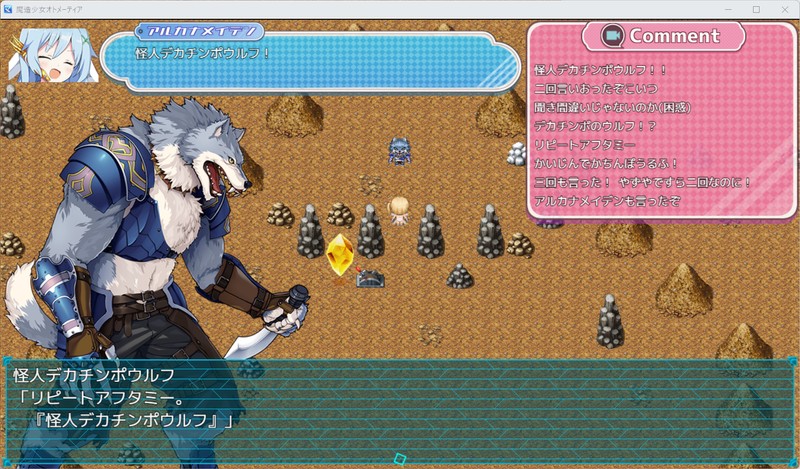 魔造少女オトメーティア
アルカナメイデン
怪人デカチンポウルフ！
Comment
怪人デカチンポウルフ！！
二回言いおったぞこいつ
聞き間違いじゃないのか(困惑)
デカチンポのウルフ！？
リピートアフタミー
かいじんでかちんぽうるふ！
三回も言った！ やずやですら二回なのに！
アルカナメイデンも言ったぞ
怪人デカチンポウルフ
「リピートアフタミー。
『怪人デカチンポウルフ』」